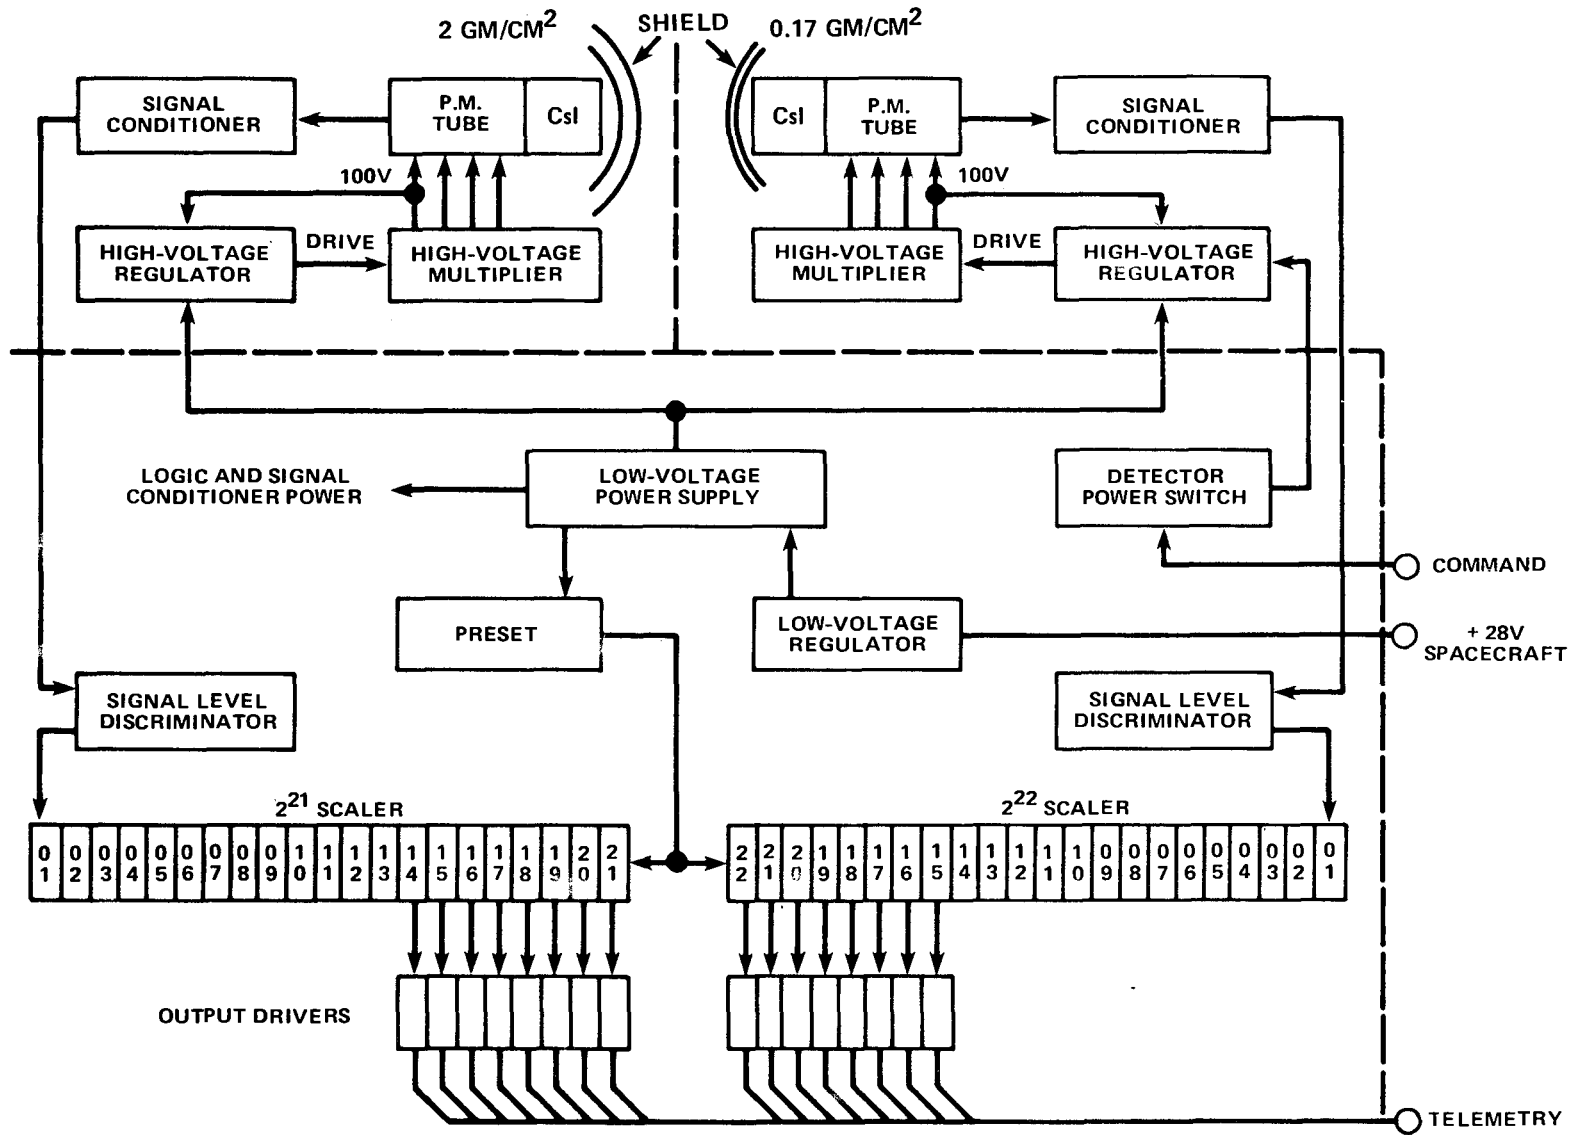 2 GM/CM²
SHIELD
0.17 GM/CM²
SIGNAL
CONDITIONER
P.M.
TUBE
CsI
CsI
P.M.
TUBE
SIGNAL
CONDITIONER
100V
100V
HIGH-VOLTAGE
REGULATOR
DRIVE
HIGH-VOLTAGE
MULTIPLIER
HIGH-VOLTAGE
MULTIPLIER
DRIVE
HIGH-VOLTAGE
REGULATOR
LOGIC AND SIGNAL
CONDITIONER POWER
LOW-VOLTAGE
POWER SUPPLY
DETECTOR
POWER SWITCH
COMMAND
PRESET
LOW-VOLTAGE
REGULATOR
+ 28V
SPACECRAFT
SIGNAL LEVEL
DISCRIMINATOR
SIGNAL LEVEL
DISCRIMINATOR
2²¹ SCALER
2²² SCALER
01 02 03 04 05 06 07 08 09 10 11 12 13 14 15 16 17 18 19 20 21
22 21 20 19 18 17 16 15 14 13 12 11 10 09 08 07 06 05 04 03 02 01
OUTPUT DRIVERS
TELEMETRY